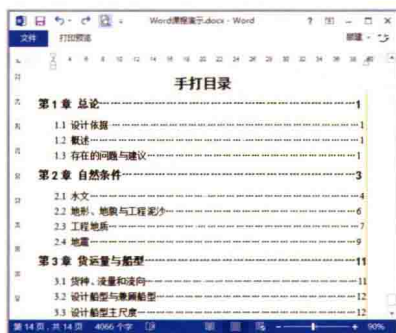 Word课程演示.docx - Word
文件 打印预览
手打目录
第1章 总论 1
1.1 设计依据 1
1.2 概述 1
1.3 存在的问题与建议 1
第2章 自然条件 3
2.1 水文 4
2.2 地形、地貌与工程泥沙 6
2.3 工程地质 7
2.4 地震 9
第3章 货运量与船型 11
3.1 货种、流量和流向 11
3.2 设计船型与兼顾船型 12
3.3 设计船型主尺度 12
第14页，共14页 4066个字 90%